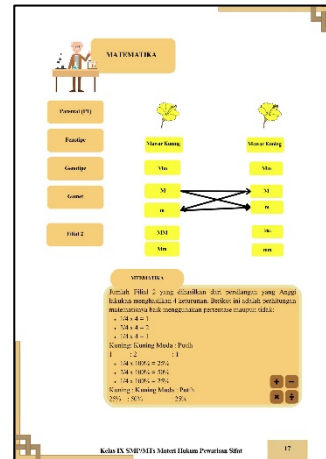 MATEMATIKA
Parental (P1)
Fenotipe
Mawar Kuning
Mawar Kuning
Genotipe
Mm
Mm
Gamet
M
M
m
m
Filial 2
MM
Mm
Mm
mm
MTEMATIKA
Jumlah Filial 2 yang dihasilkan dari persilangan yang Anggi
lakukan menghasilkan 4 keturunan. Berikut ini adalah perhitungan
matematisnya baik menggunakan persentase maupun tidak:
1/4 x 4 = 1
2/4 x 4 = 2
1/4 x 4 = 1
Kuning: Kuning Muda : Putih
1 : 2 : 1
1/4 x 100% = 25%
2/4 x 100% = 50%
1/4 x 100% = 25%
Kuning : Kuning Muda : Putih
25% : 50% 25%
Kelas IX SMP/MTs Materi Hukum Pewarisan Sifat
17